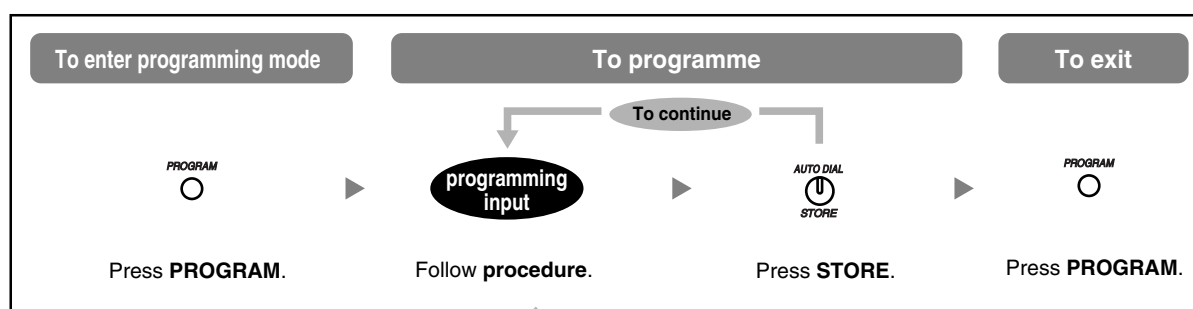 To enter programming mode
To programme
To exit
To continue
PROGRAM
programming
input
AUTO DIAL
STORE
PROGRAM
Press PROGRAM.
Follow procedure.
Press STORE.
Press PROGRAM.